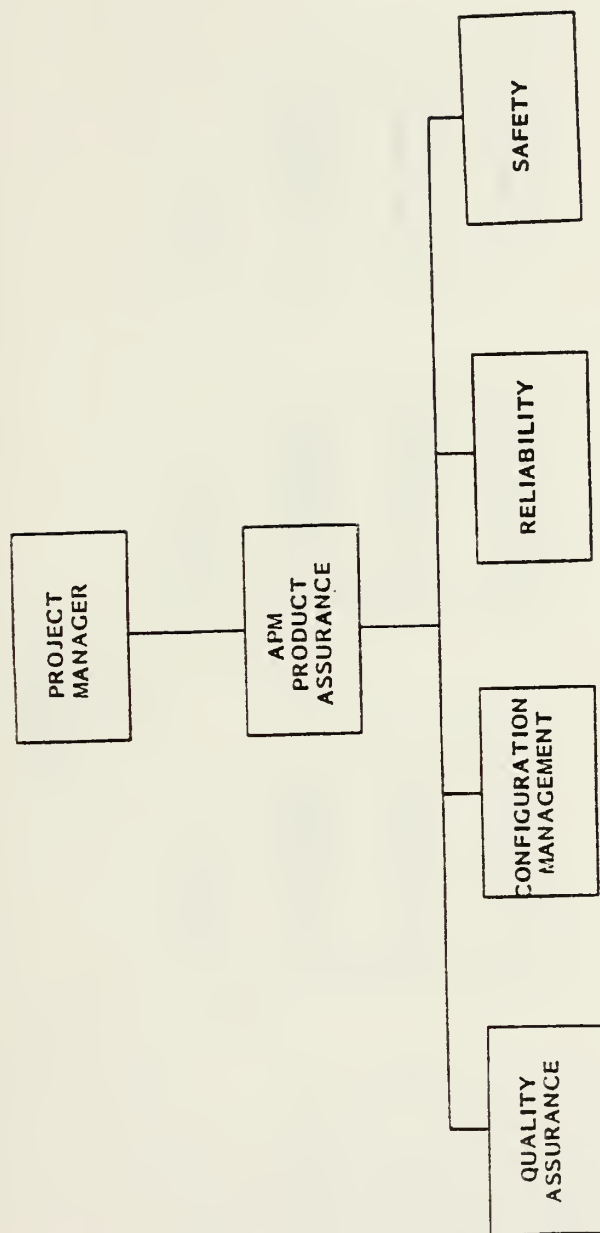 PROJECT
MANAGER
APM
PRODUCT
ASSURANCE
QUALITY
ASSURANCE
CONFIGURATION
MANAGEMENT
RELIABILITY
SAFETY